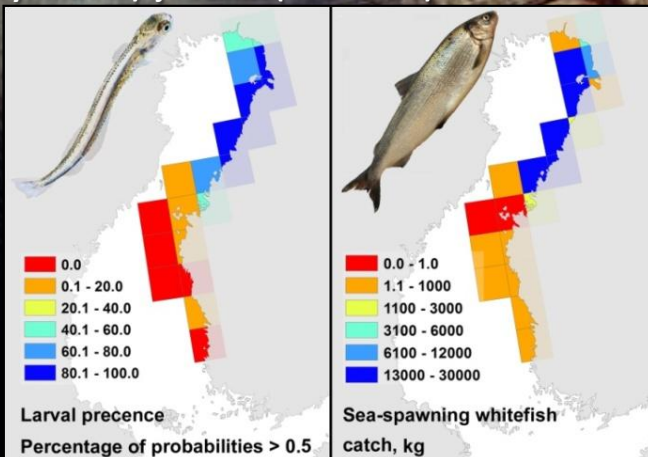 0.0
0.1 - 20.0
20.1 - 40.0
40.1 - 60.0
60.1 - 80.0
80.1 - 100.0
Larval precence
Percentage of probabilities > 0.5
0.0 - 1.0
1.1 - 1000
1100 - 3000
3100 - 6000
6100 - 12000
13000 - 30000
Sea-spawning whitefish
catch, kg